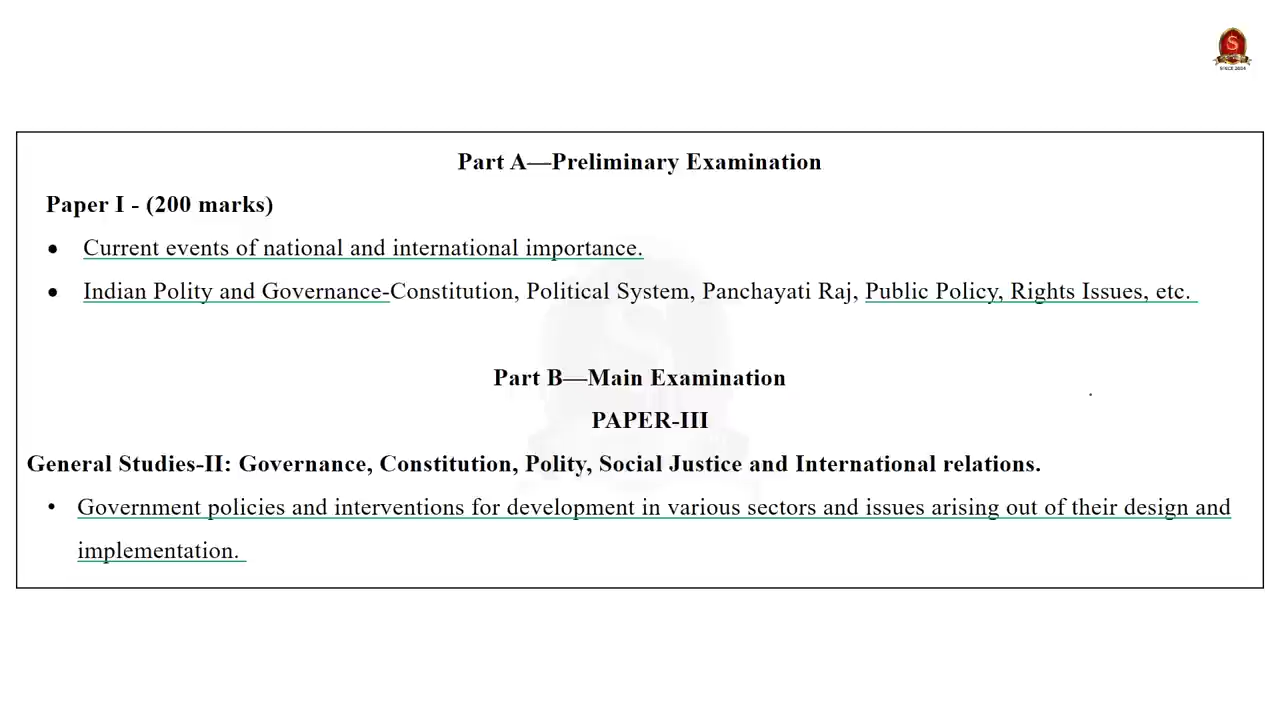 S
SINCE 2004
Part A—Preliminary Examination
Paper I - (200 marks)
● Current events of national and international importance.
● Indian Polity and Governance-Constitution, Political System, Panchayati Raj, Public Policy, Rights Issues, etc.
Part B—Main Examination
PAPER-III
General Studies-II: Governance, Constitution, Polity, Social Justice and International relations.
• Government policies and interventions for development in various sectors and issues arising out of their design and
implementation.